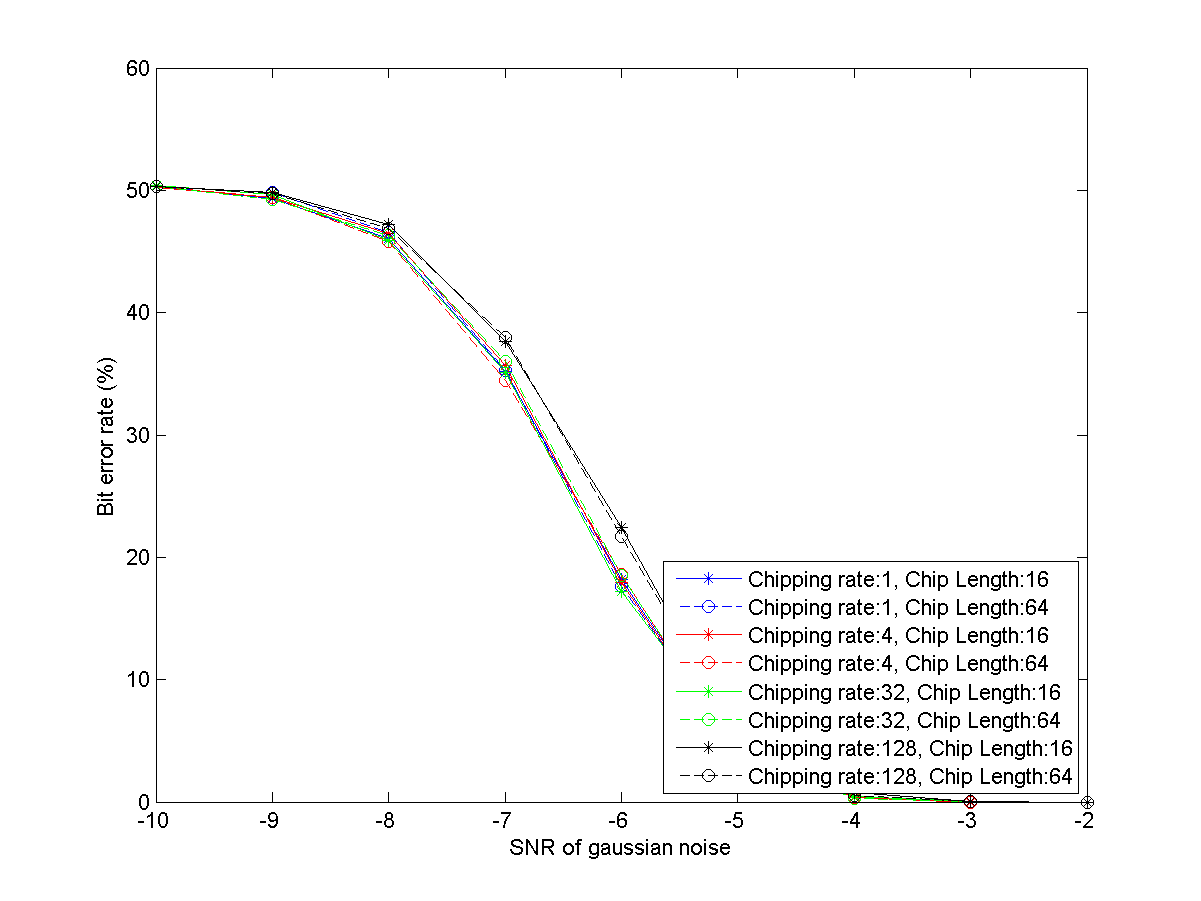 60
50
40
30
20
10
0
Bit error rate (%)
-10
-9
-8
-7
-6
-5
-4
-3
-2
SNR of gaussian noise
Chipping rate:1, Chip Length:16
Chipping rate:1, Chip Length:64
Chipping rate:4, Chip Length:16
Chipping rate:4, Chip Length:64
Chipping rate:32, Chip Length:16
Chipping rate:32, Chip Length:64
Chipping rate:128, Chip Length:16
Chipping rate:128, Chip Length:64